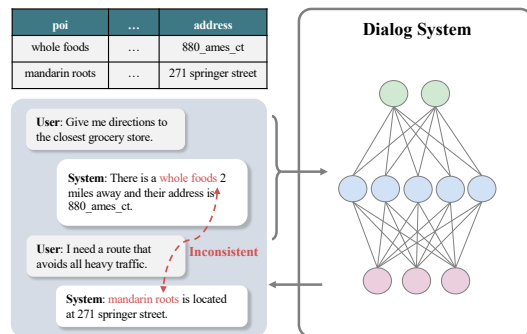 poi … address
whole foods … 880_ames_ct
mandarin roots … 271 springer street
User: Give me directions to
the closest grocery store.
System: There is a whole foods 2
miles away and their address is
880_ames_ct.
User: I need a route that
avoids all heavy traffic.
Inconsistent
System: mandarin roots is located
at 271 springer street.
Dialog System